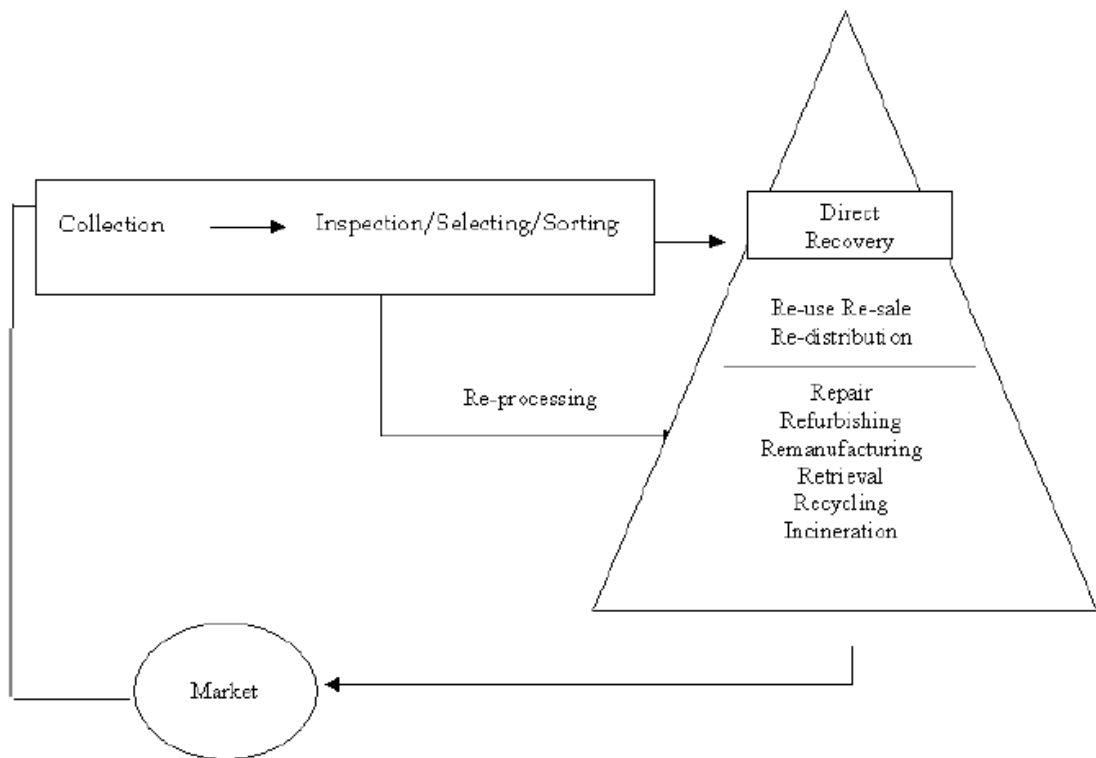 Collection
Inspection/Selecting/Sorting
Direct
Recovery
Re-use Re-sale
Re-distribution
Re-processing
Repair
Refurbishing
Remanufacturing
Retrieval
Recycling
Incineration
Market